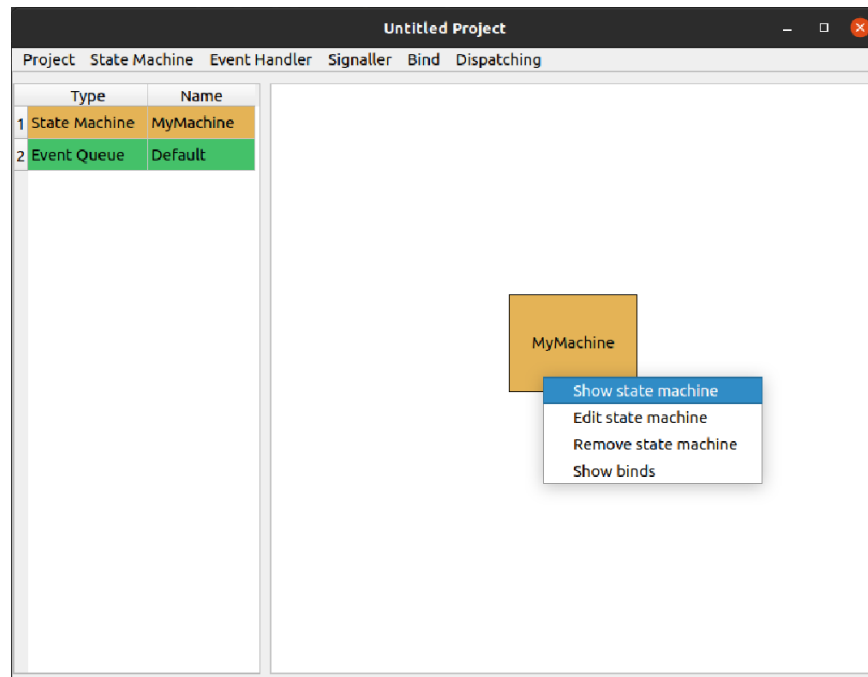 Untitled Project
Project State Machine Event Handler Signaller Bind Dispatching
Type Name
1 State Machine MyMachine
2 Event Queue Default
MyMachine
Show state machine
Edit state machine
Remove state machine
Show binds